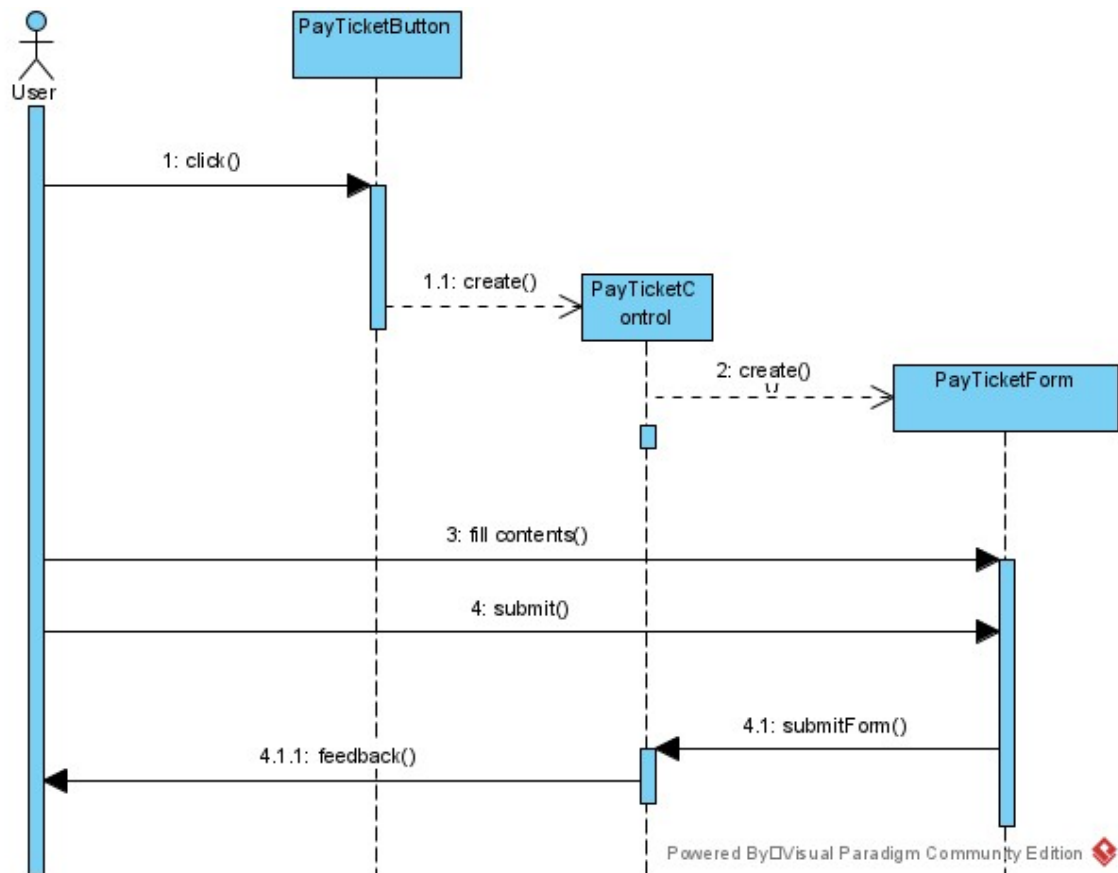 PayTicketButton
User
1: click()
1.1: create()
PayTicketC
ontrol
2: create()
PayTicketForm
3: fill contents()
4: submit()
4.1: submitForm()
4.1.1: feedback()
Powered By□Visual Paradigm Community Edition